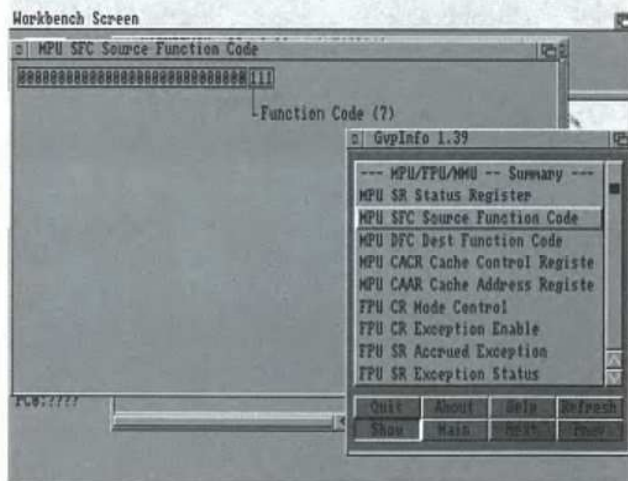 Workbench Screen
MPU SFC Source Function Code
00000000000000000000000000000111
Function Code (7)
GvpInfo 1.39
--- MPU/FPU/MMU -- Summary ---
MPU SR Status Register
MPU SFC Source Function Code
MPU DFC Dest Function Code
MPU CACR Cache Control Registe
MPU CAAR Cache Address Registe
FPU CR Mode Control
FPU CR Exception Enable
FPU SR Accrued Exception
FPU SR Exception Status
Quit About Help Refresh
Show Main Next Prev